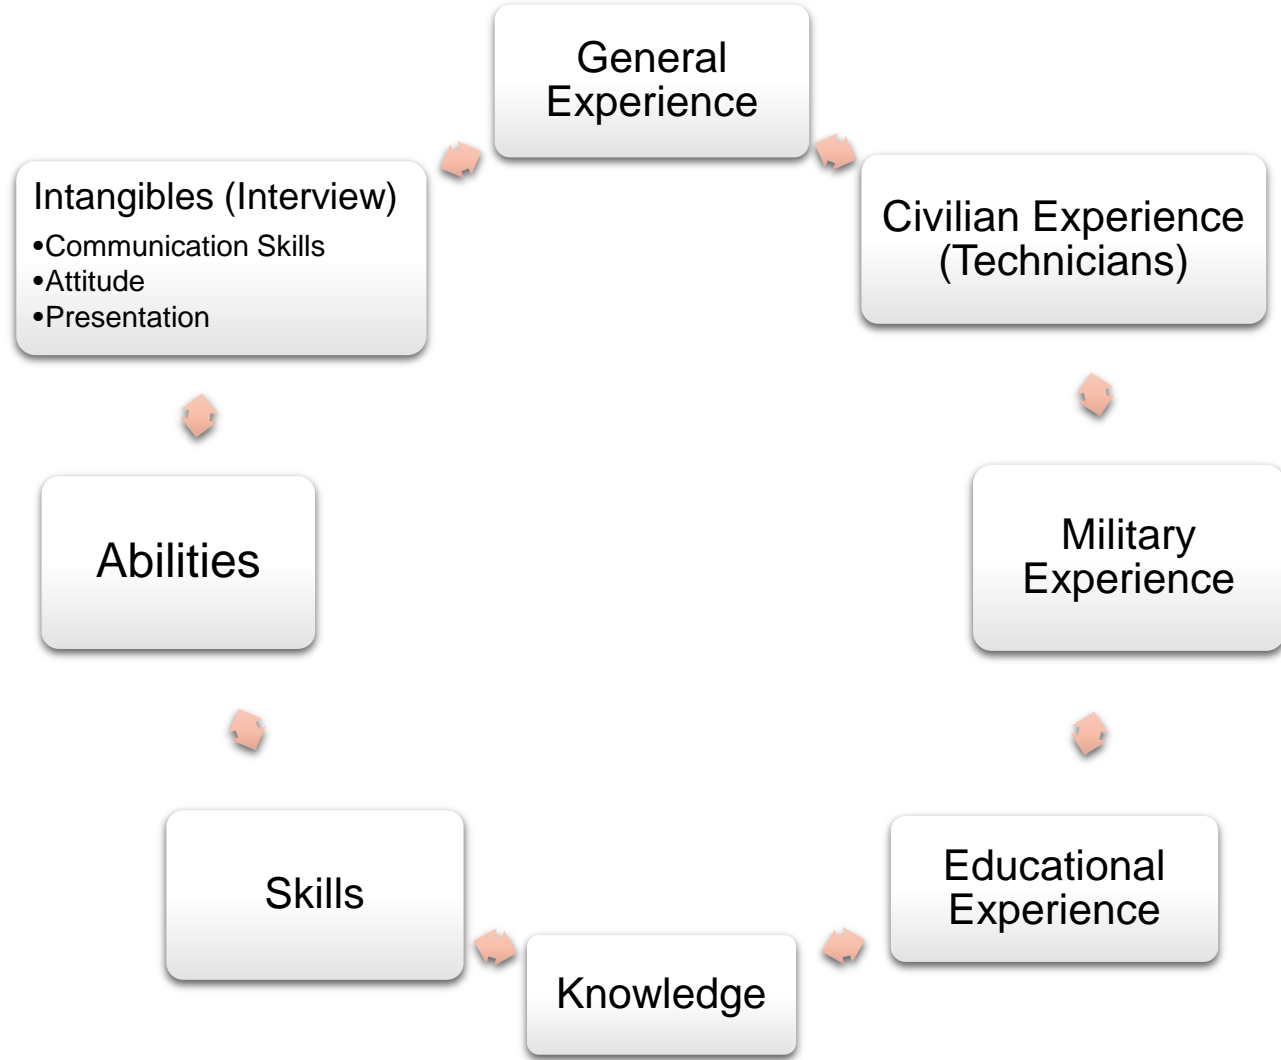 General
Experience
Civilian Experience
(Technicians)
Military
Experience
Educational
Experience
Knowledge
Skills
Abilities
Intangibles (Interview)
•Communication Skills
•Attitude
•Presentation